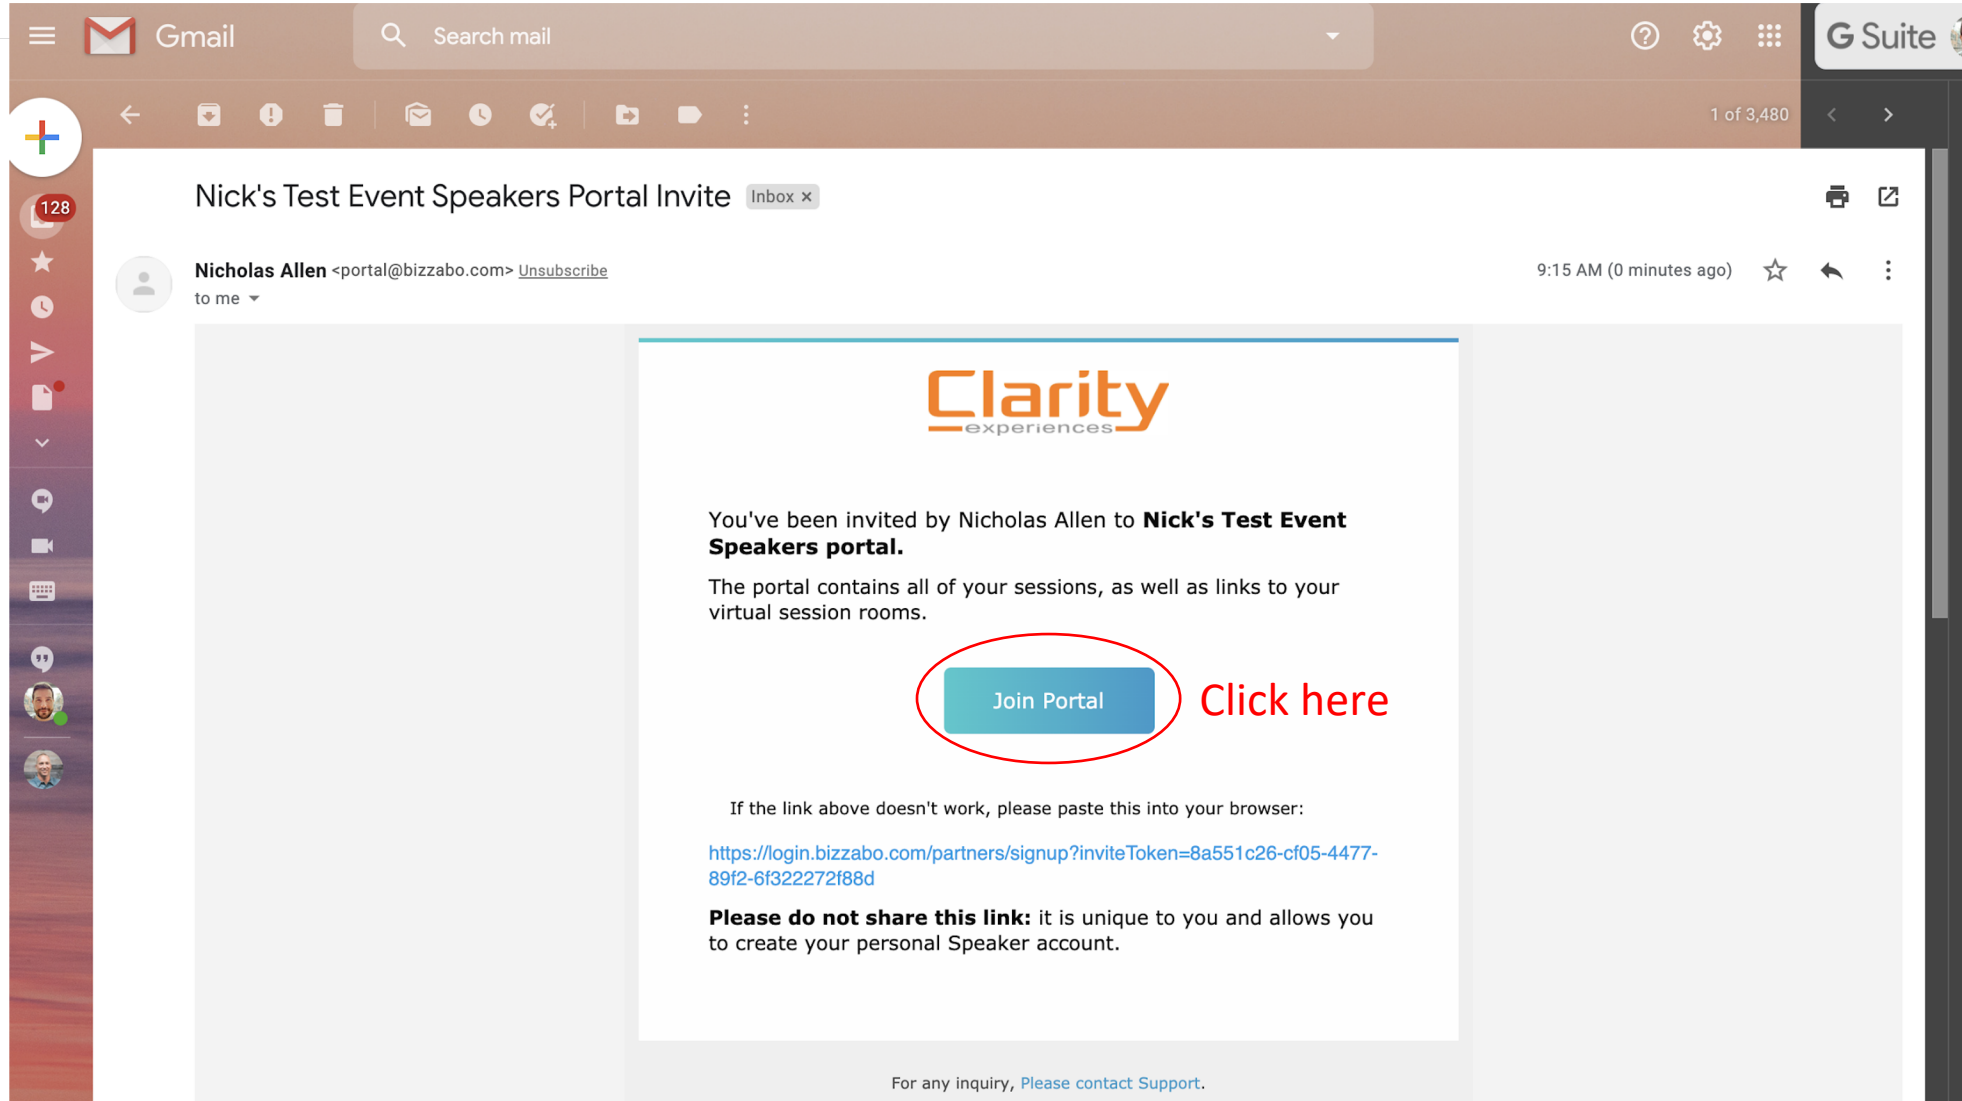 Gmail
Search mail
G Suite
1 of 3,480
128
Nick's Test Event Speakers Portal Invite
Inbox ×
Nicholas Allen <portal@bizzabo.com> Unsubscribe
9:15 AM (0 minutes ago)
to me
Clarity
experiences
You've been invited by Nicholas Allen to Nick's Test Event
Speakers portal.
The portal contains all of your sessions, as well as links to your
virtual session rooms.
Join Portal
Click here
If the link above doesn't work, please paste this into your browser:
https://login.bizzabo.com/partners/signup?inviteToken=8a551c26-cf05-4477-
89f2-6f322272f88d
Please do not share this link: it is unique to you and allows you
to create your personal Speaker account.
For any inquiry, Please contact Support.